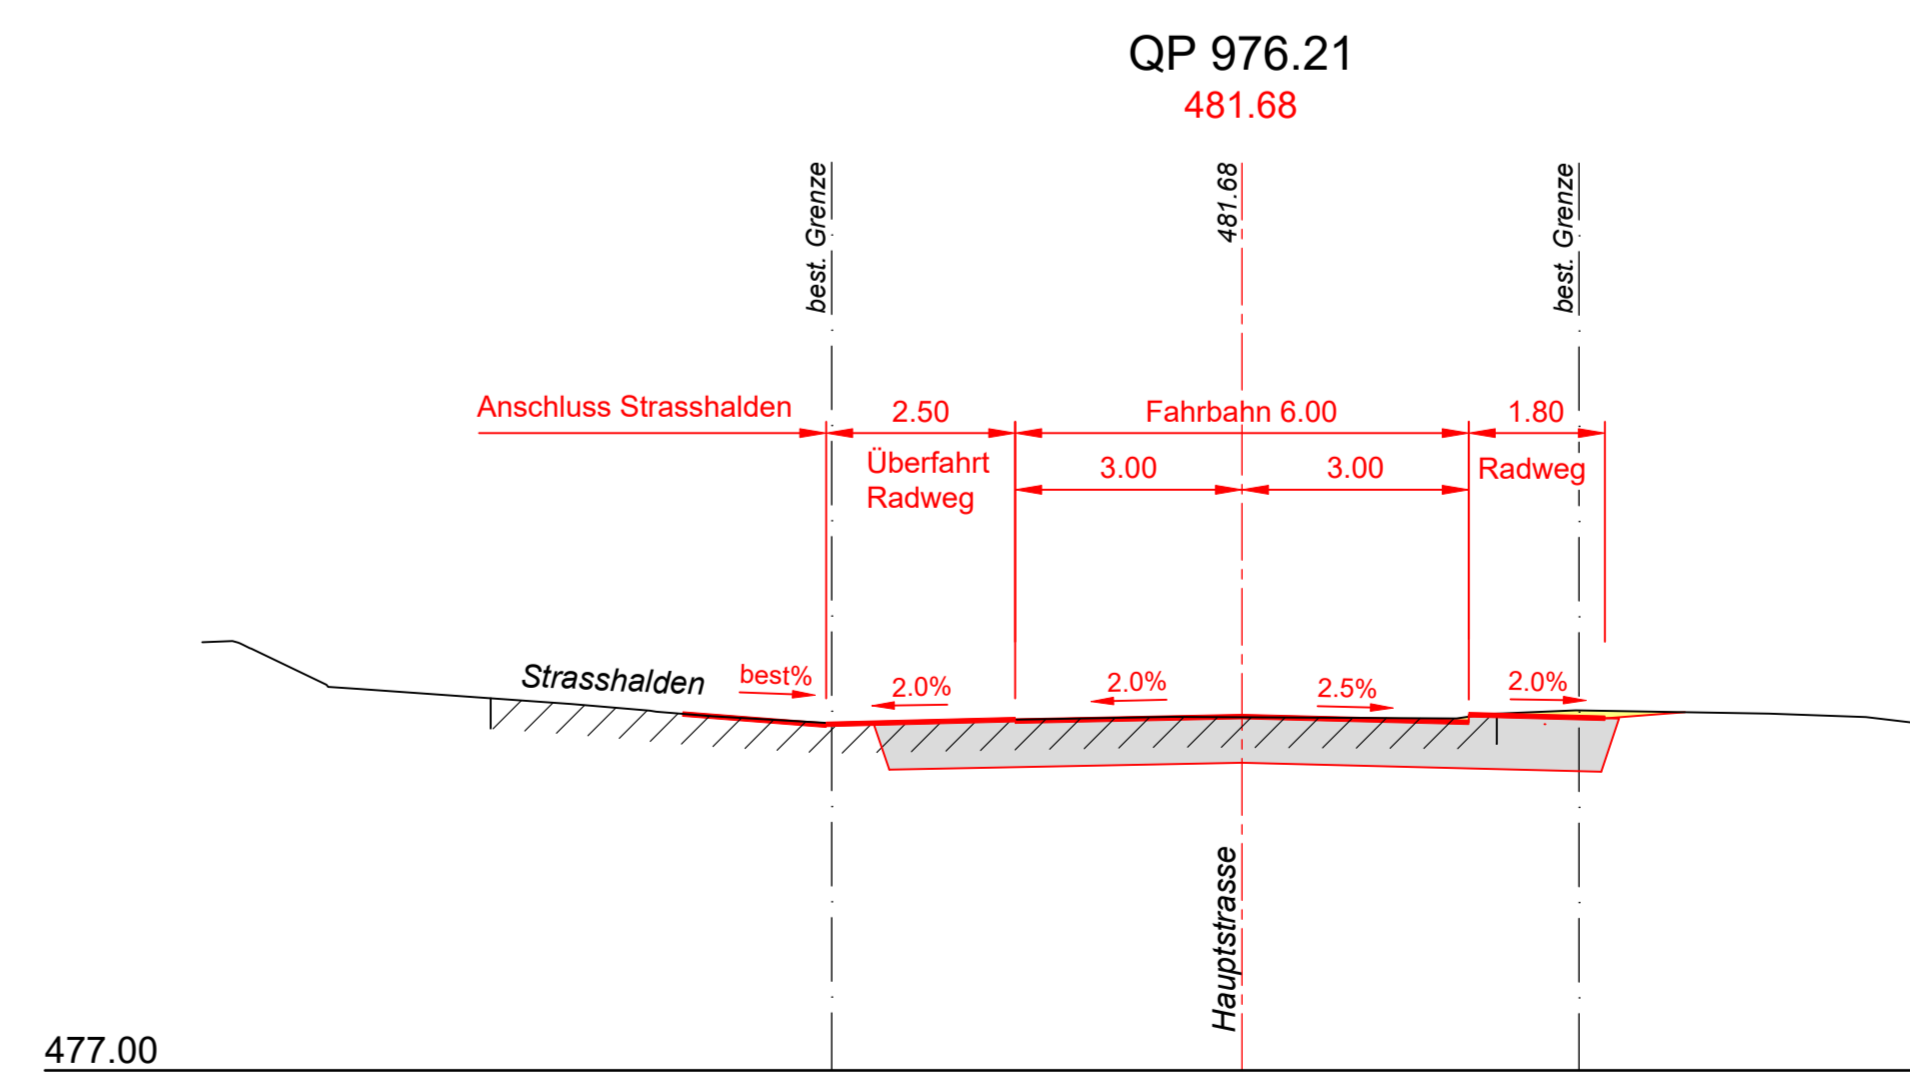 QP 976.21
481.68
best. Grenze
481.68
best. Grenze
Anschluss Strasshalden
2.50
Fahrbahn 6.00
1.80
Überfahrt
Radweg
3.00
3.00
Radweg
Strasshalden
best%
2.0%
2.0%
2.5%
2.0%
Hauptstrasse
477.00